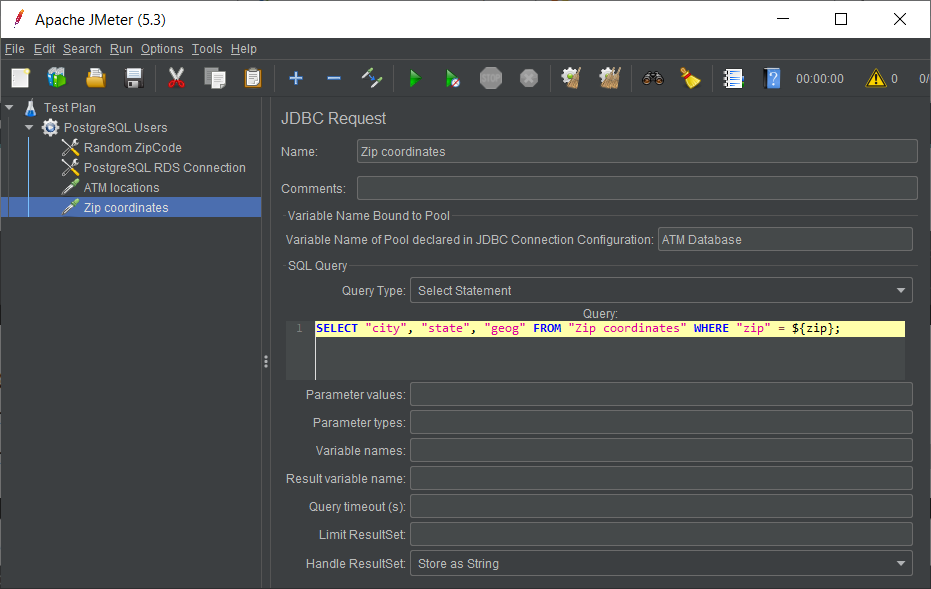 Apache JMeter (5.3)
File Edit Search Run Options Tools Help
STOP
00:00:00
0
0/
Test Plan
PostgreSQL Users
Random ZipCode
PostgreSQL RDS Connection
ATM locations
Zip coordinates
JDBC Request
Name: Zip coordinates
Comments:
Variable Name Bound to Pool
Variable Name of Pool declared in JDBC Connection Configuration: ATM Database
SQL Query
Query Type: Select Statement
Query:
1 SELECT "city", "state", "geog" FROM "Zip coordinates" WHERE "zip" = ${zip};
Parameter values:
Parameter types:
Variable names:
Result variable name:
Query timeout (s):
Limit ResultSet:
Handle ResultSet: Store as String